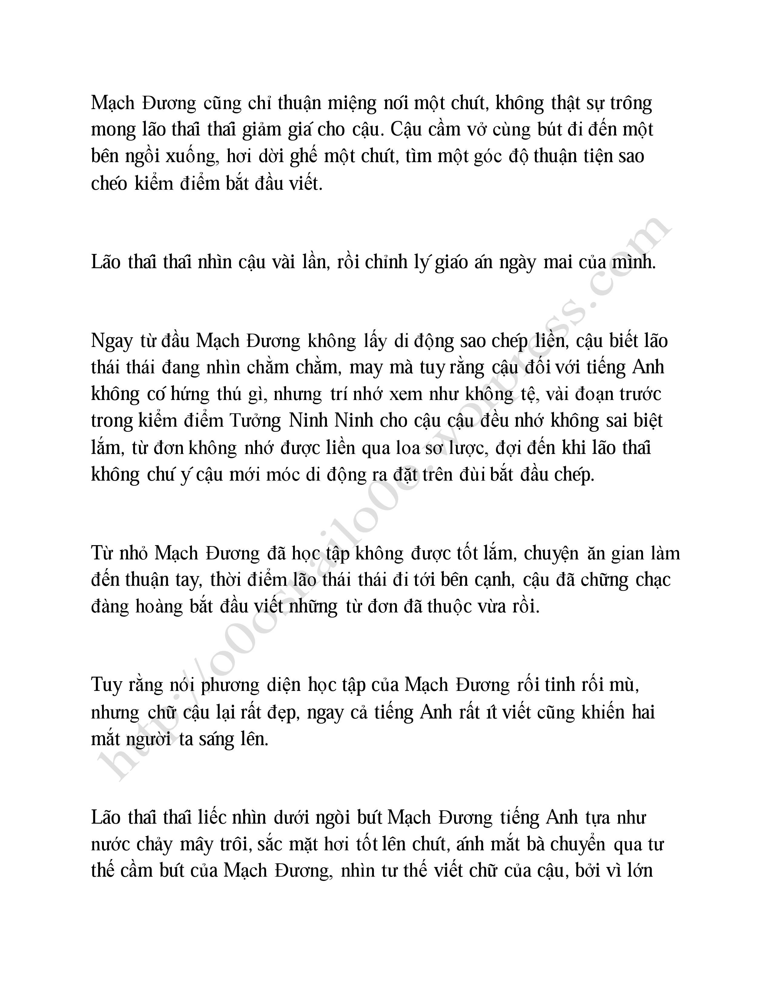 Mạch Đương cũng chỉ thuận miệng nói một chút, không thật sự trông
mong lão thái thái giảm giá cho cậu. Cậu cầm vở cùng bút đi đến một
bên ngồi xuống, hơi dời ghế một chút, tìm một góc độ thuận tiện sao
chéo kiểm điểm bắt đầu viết.
Lão thái thái nhìn cậu vài lần, rồi chỉnh lý giáo án ngày mai của mình.
Ngay từ đầu Mạch Đương không lấy di động sao chép liền, cậu biết lão
thái thái đang nhìn chằm chằm, may mà tuy rằng cậu đối với tiếng Anh
không có hứng thú gì, nhưng trí nhớ xem như không tệ, vài đoạn trước
trong kiểm điểm Tưởng Ninh Ninh cho cậu cậu đều nhớ không sai biệt
lắm, từ đơn không nhớ được liền qua loa sơ lược, đợi đến khi lão thái
không chú ý cậu mới móc di động ra đặt trên đùi bắt đầu chép.
Từ nhỏ Mạch Đương đã học tập không được tốt lắm, chuyện ăn gian làm
đến thuận tay, thời điểm lão thái thái đi tới bên cạnh, cậu đã chững chạc
đàng hoàng bắt đầu viết những từ đơn đã thuộc vừa rồi.
Tuy rằng nói phương diện học tập của Mạch Đương rối tinh rối mù,
nhưng chữ cậu lại rất đẹp, ngay cả tiếng Anh rất ít viết cũng khiến hai
mắt người ta sáng lên.
Lão thái thái liếc nhìn dưới ngòi bút Mạch Đương tiếng Anh tựa như
nước chảy mây trôi, sắc mặt hơi tốt lên chút, ánh mắt bà chuyển qua tư
thế cầm bút của Mạch Đương, nhìn tư thế viết chữ của cậu, bởi vì lớn
http://o0osnailo0o.worpress.com